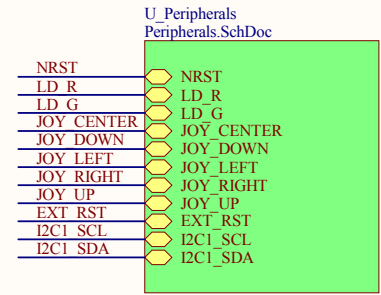 U_Peripherals
Peripherals.SchDoc
NRST NRST
LD_R LD_R
LD_G LD_G
JOY_CENTER JOY_CENTER
JOY_DOWN JOY_DOWN
JOY_LEFT JOY_LEFT
JOY_RIGHT JOY_RIGHT
JOY_UP JOY_UP
EXT_RST EXT_RST
I2C1_SCL I2C1_SCL
I2C1_SDA I2C1_SDA